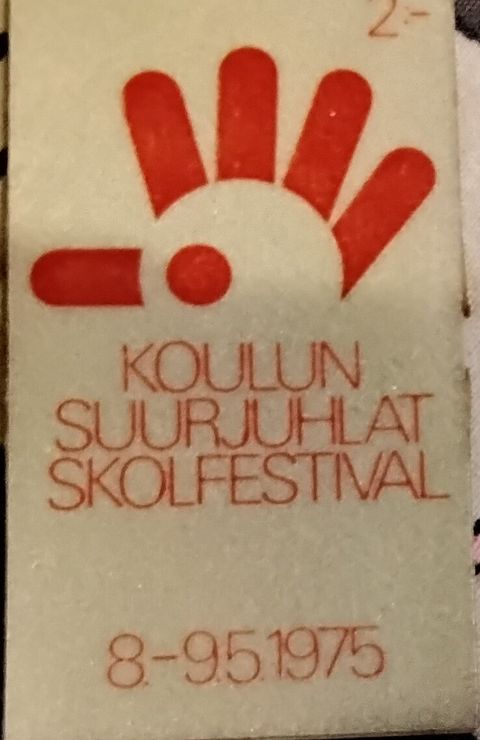 2:-
KOULUN
SUURJUHLAT
SKOLFESTIVAL
8.-9.5.1975